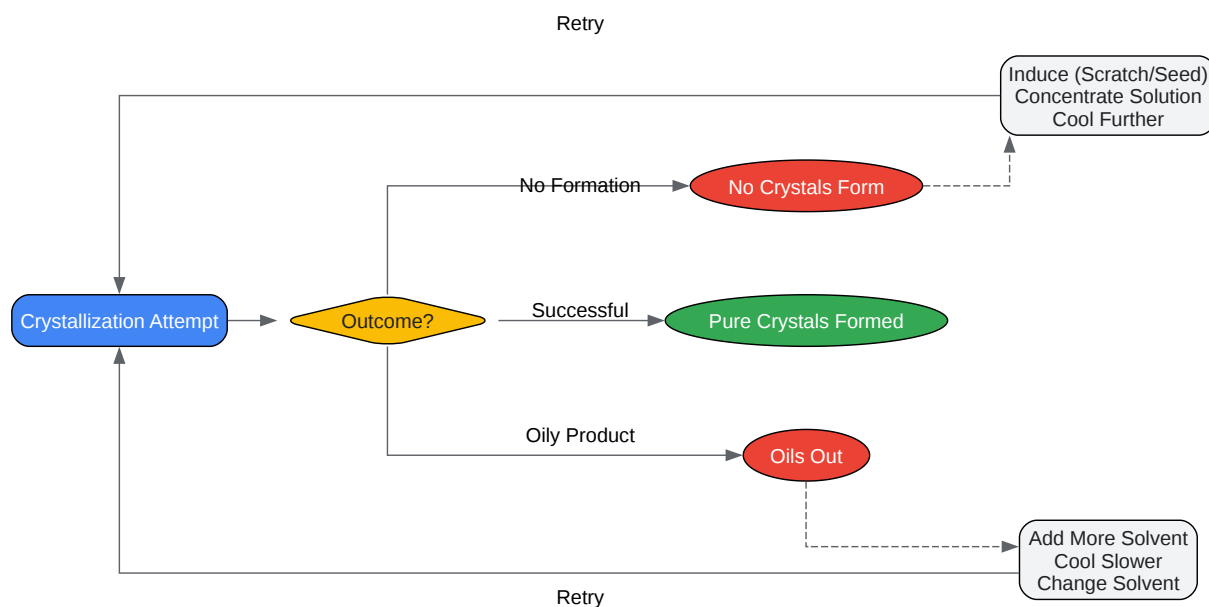 Retry
Induce (Scratch/Seed)
Concentrate Solution
Cool Further
No Formation
No Crystals Form
Crystallization Attempt
Outcome?
Successful
Pure Crystals Formed
Oily Product
Oils Out
Add More Solvent
Cool Slower
Change Solvent
Retry